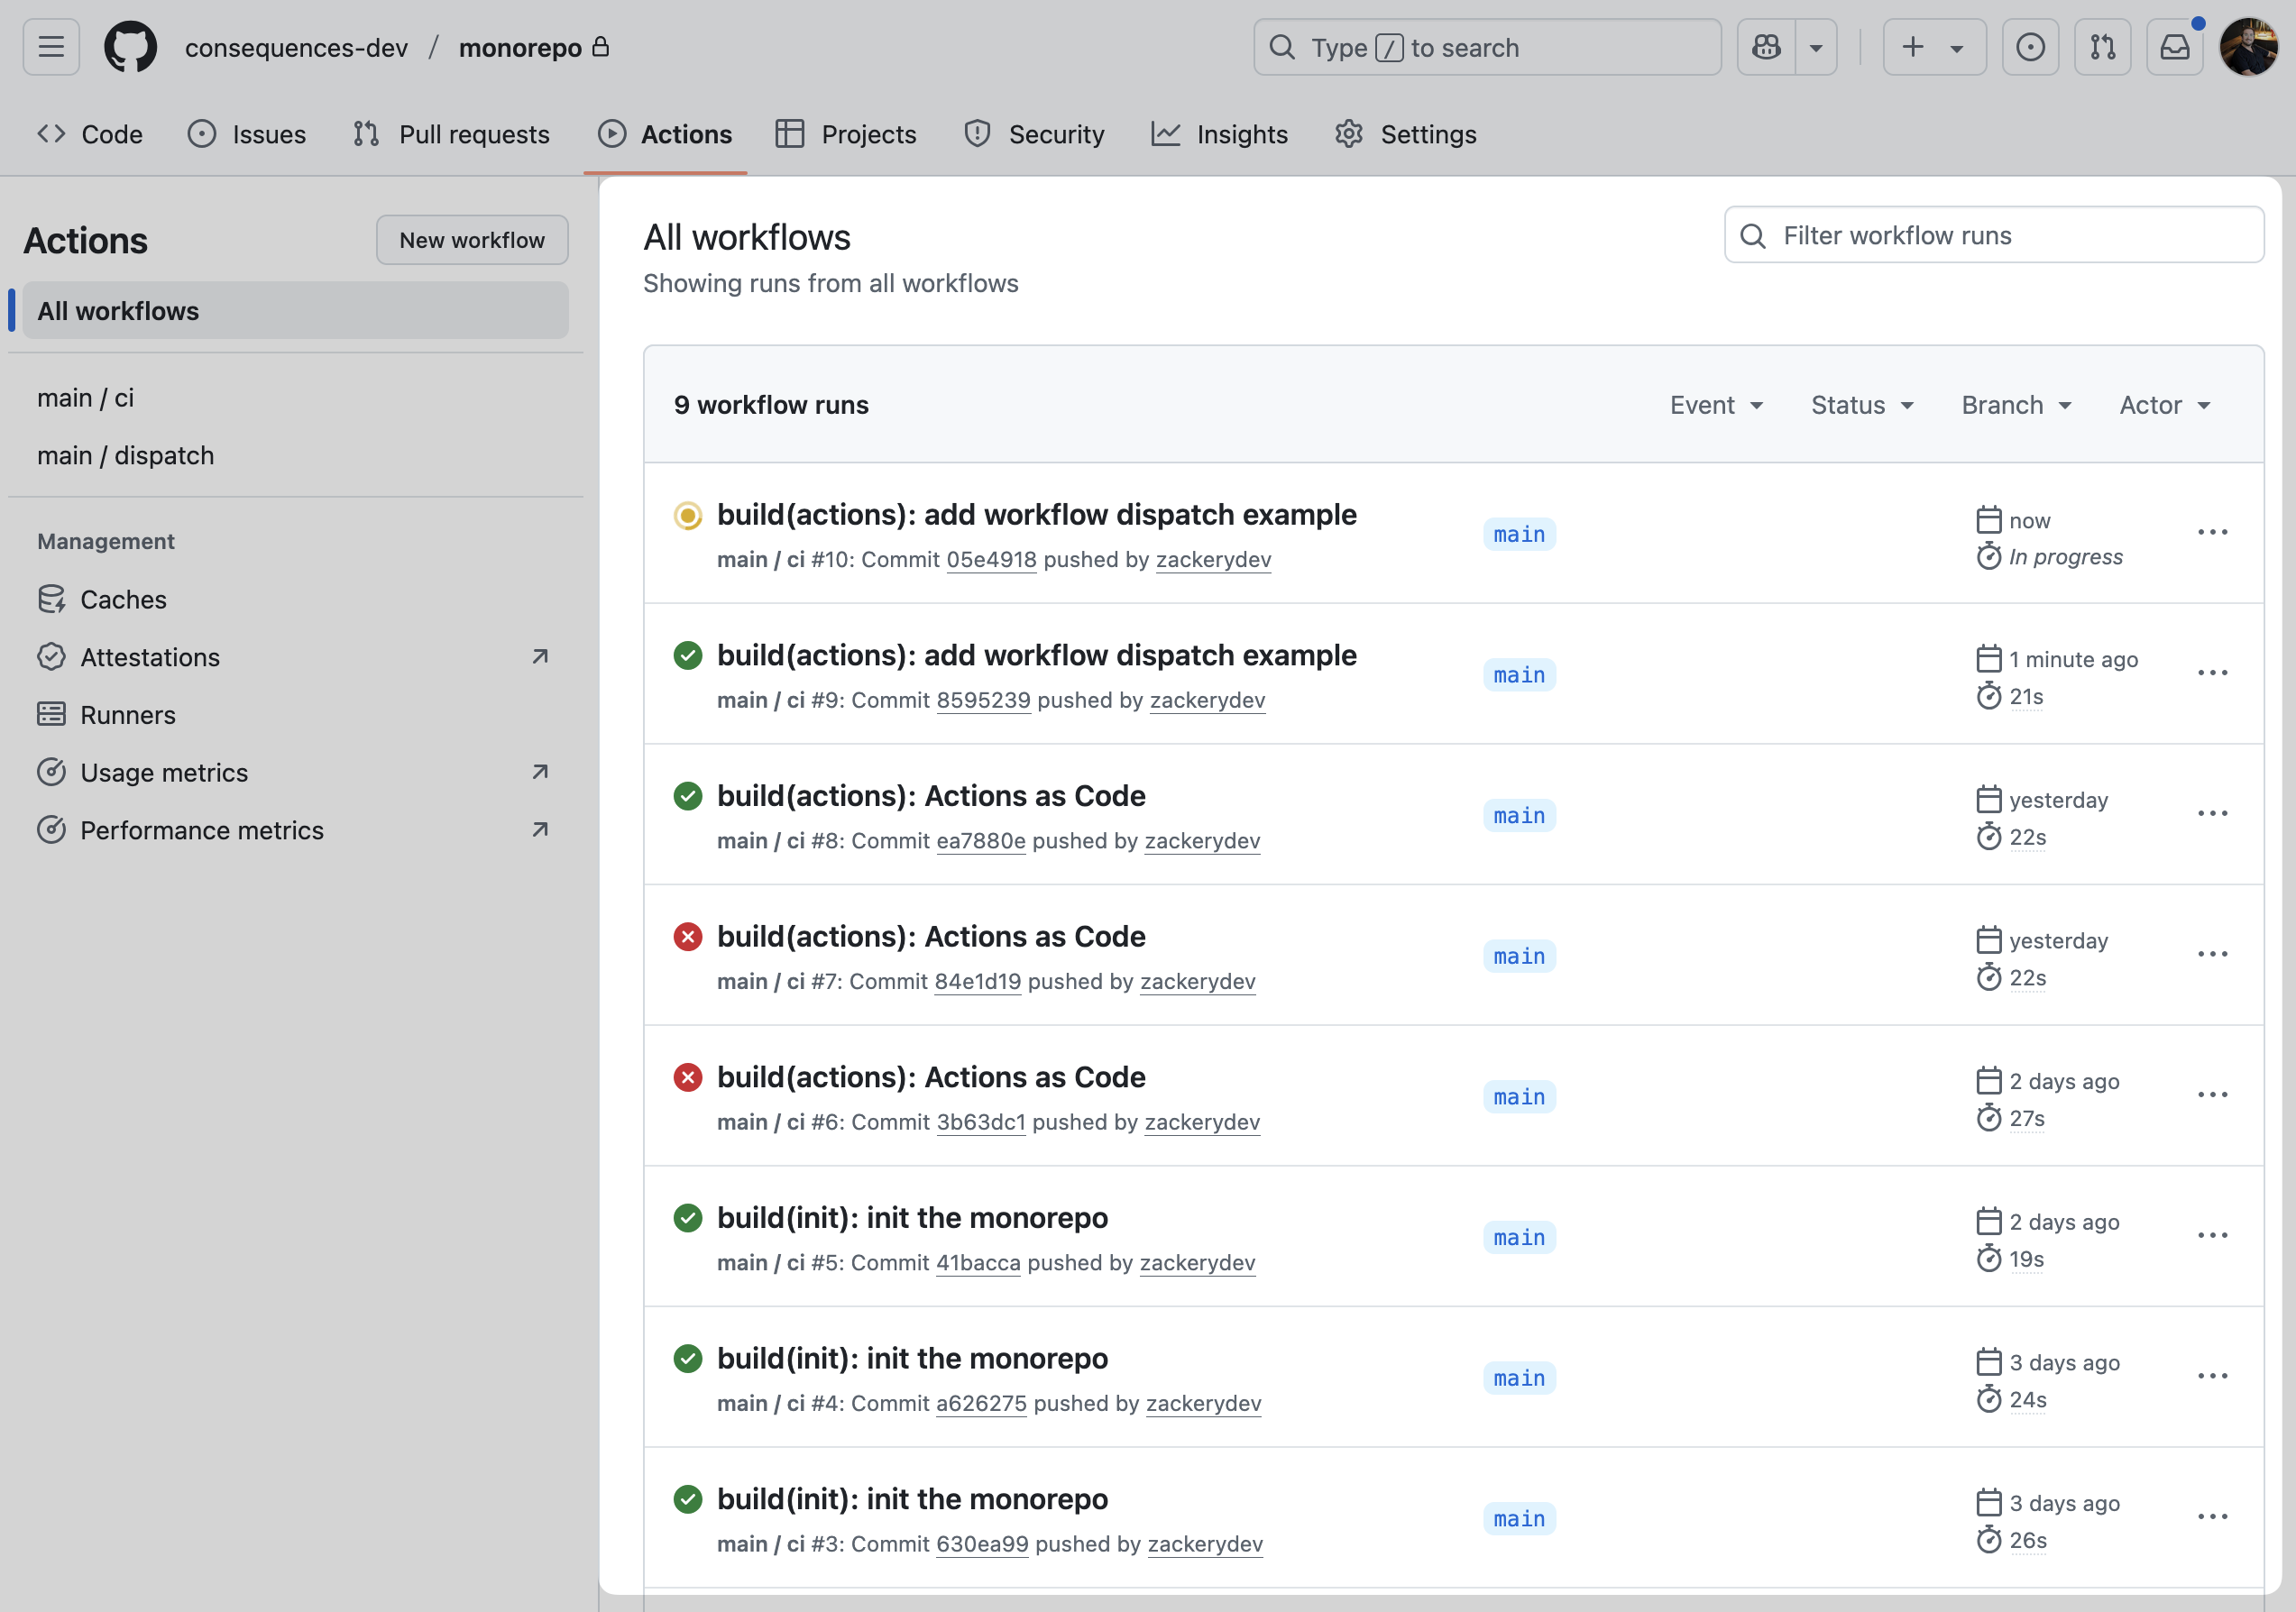 consequences-dev / monorepo
Type / to search
Code
Issues
Pull requests
Actions
Projects
Security
Insights
Settings
Actions
New workflow
All workflows
main / ci
main / dispatch
Management
Caches
Attestations
Runners
Usage metrics
Performance metrics
All workflows
Showing runs from all workflows
Filter workflow runs
9 workflow runs
Event
Status
Branch
Actor
build(actions): add workflow dispatch example
main / ci #10: Commit 05e4918 pushed by zackerydev
main
now
In progress
build(actions): add workflow dispatch example
main / ci #9: Commit 8595239 pushed by zackerydev
main
1 minute ago
21s
build(actions): Actions as Code
main / ci #8: Commit ea7880e pushed by zackerydev
main
yesterday
22s
build(actions): Actions as Code
main / ci #7: Commit 84e1d19 pushed by zackerydev
main
yesterday
22s
build(actions): Actions as Code
main / ci #6: Commit 3b63dc1 pushed by zackerydev
main
2 days ago
27s
build(init): init the monorepo
main / ci #5: Commit 41bacca pushed by zackerydev
main
2 days ago
19s
build(init): init the monorepo
main / ci #4: Commit a626275 pushed by zackerydev
main
3 days ago
24s
build(init): init the monorepo
main / ci #3: Commit 630ea99 pushed by zackerydev
main
3 days ago
26s